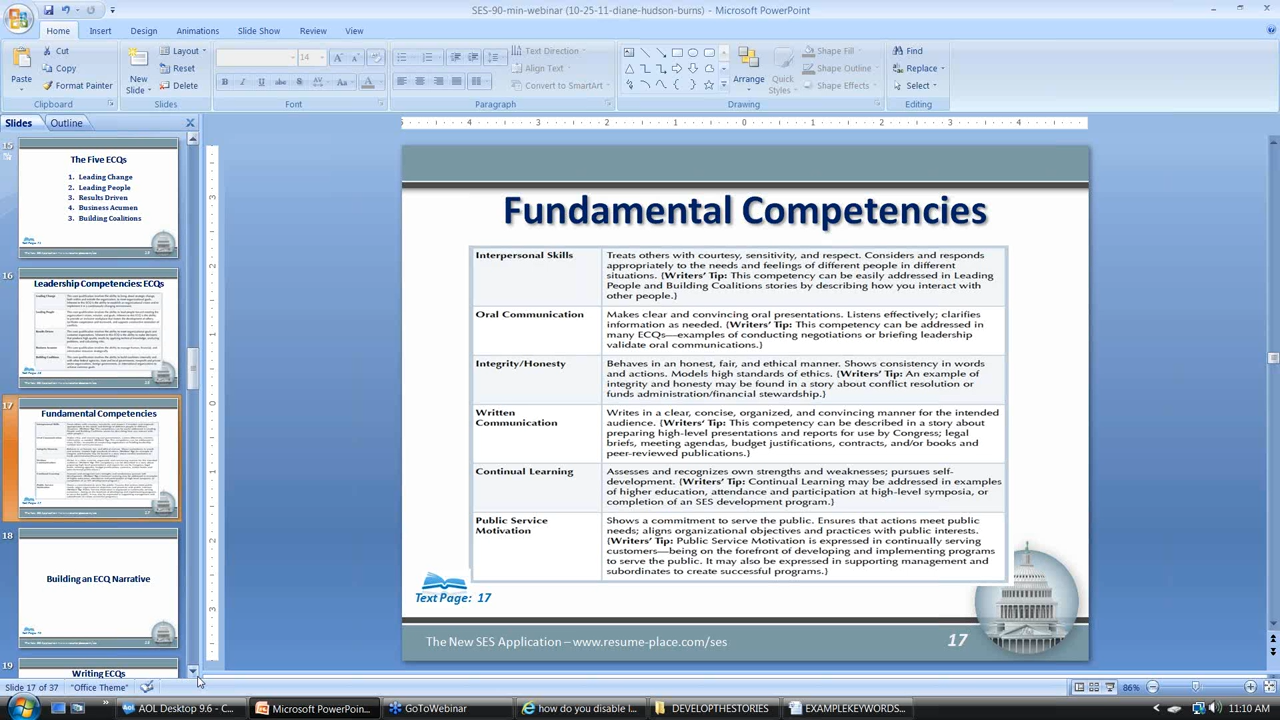 SES-90-min-webinar (10-25-11-diane-hudson-burns) - Microsoft PowerPoint
Home Insert Design Animations Slide Show Review View
Paste
Cut
Copy
Format Painter
Clipboard
New
Slide
Layout
Reset
Delete
Slides
14
B I U abc S AV Aa A
Font
Text Direction
Align Text
Convert to SmartArt
Paragraph
Arrange
Quick
Styles
Shape Fill
Shape Outline
Shape Effects
Drawing
Find
Replace
Select
Editing
Slides Outline
15
The Five ECQs
1. Leading Change
2. Leading People
3. Results Driven
4. Business Acumen
3. Building Coalitions
16
Leadership Competencies: ECQs
17
Fundamental Competencies
18
Building an ECQ Narrative
19
Writing ECQs
Fundamental Competencies
Interpersonal Skills
Treats others with courtesy, sensitivity, and respect. Considers and responds
appropriately to the needs and feelings of different people in different
situations. {Writers' Tip: This competency can be easily addressed in Leading
People and Building Coalitions stories by describing how you interact with
other people.}
Oral Communication
Makes clear and convincing oral presentations. Listens effectively; clarifies
information as needed. {Writers' Tip: This competency can be addressed in
many ECQs—examples of conducting negotiations or briefing leadership
validate oral communications.}
Integrity/Honesty
Behaves in an honest, fair, and ethical manner. Shows consistency in words
and actions. Models high standards of ethics. {Writers' Tip: An example of
integrity and honesty may be found in a story about conflict resolution or
funds administration/financial stewardship.}
Written
Communication
Writes in a clear, concise, organized, and convincing manner for the intended
audience. {Writers' Tip: This competency can be described in a story about
preparing high-level presentations and reports for use by Congress; legal
briefs, meeting agendas, budget justifications, contracts, and/or books and
peer-reviewed publications.}
Continual Learning
Assesses and recognizes own strengths and weaknesses; pursues self-
development. {Writers' Tip: Continual Learning may be addressed in examples
of higher education, attendance and participation at high-level symposia, or
completion of an SES development program.}
Public Service
Motivation
Shows a commitment to serve the public. Ensures that actions meet public
needs; aligns organizational objectives and practices with public interests.
{Writers' Tip: Public Service Motivation is expressed in continually serving
customers—being on the forefront of developing and implementing programs
to serve the public. It may also be expressed in supporting management and
subordinates to create successful programs.}
Text Page: 17
The New SES Application – www.resume-place.com/ses 17
Slide 17 of 37 "Office Theme" 86%
AOL Desktop 9.6 - C... Microsoft PowerPoin... GoToWebinar how do you disable l... DEVELOPTHESTORIES EXAMPLEKEYWORDS... 11:10 AM